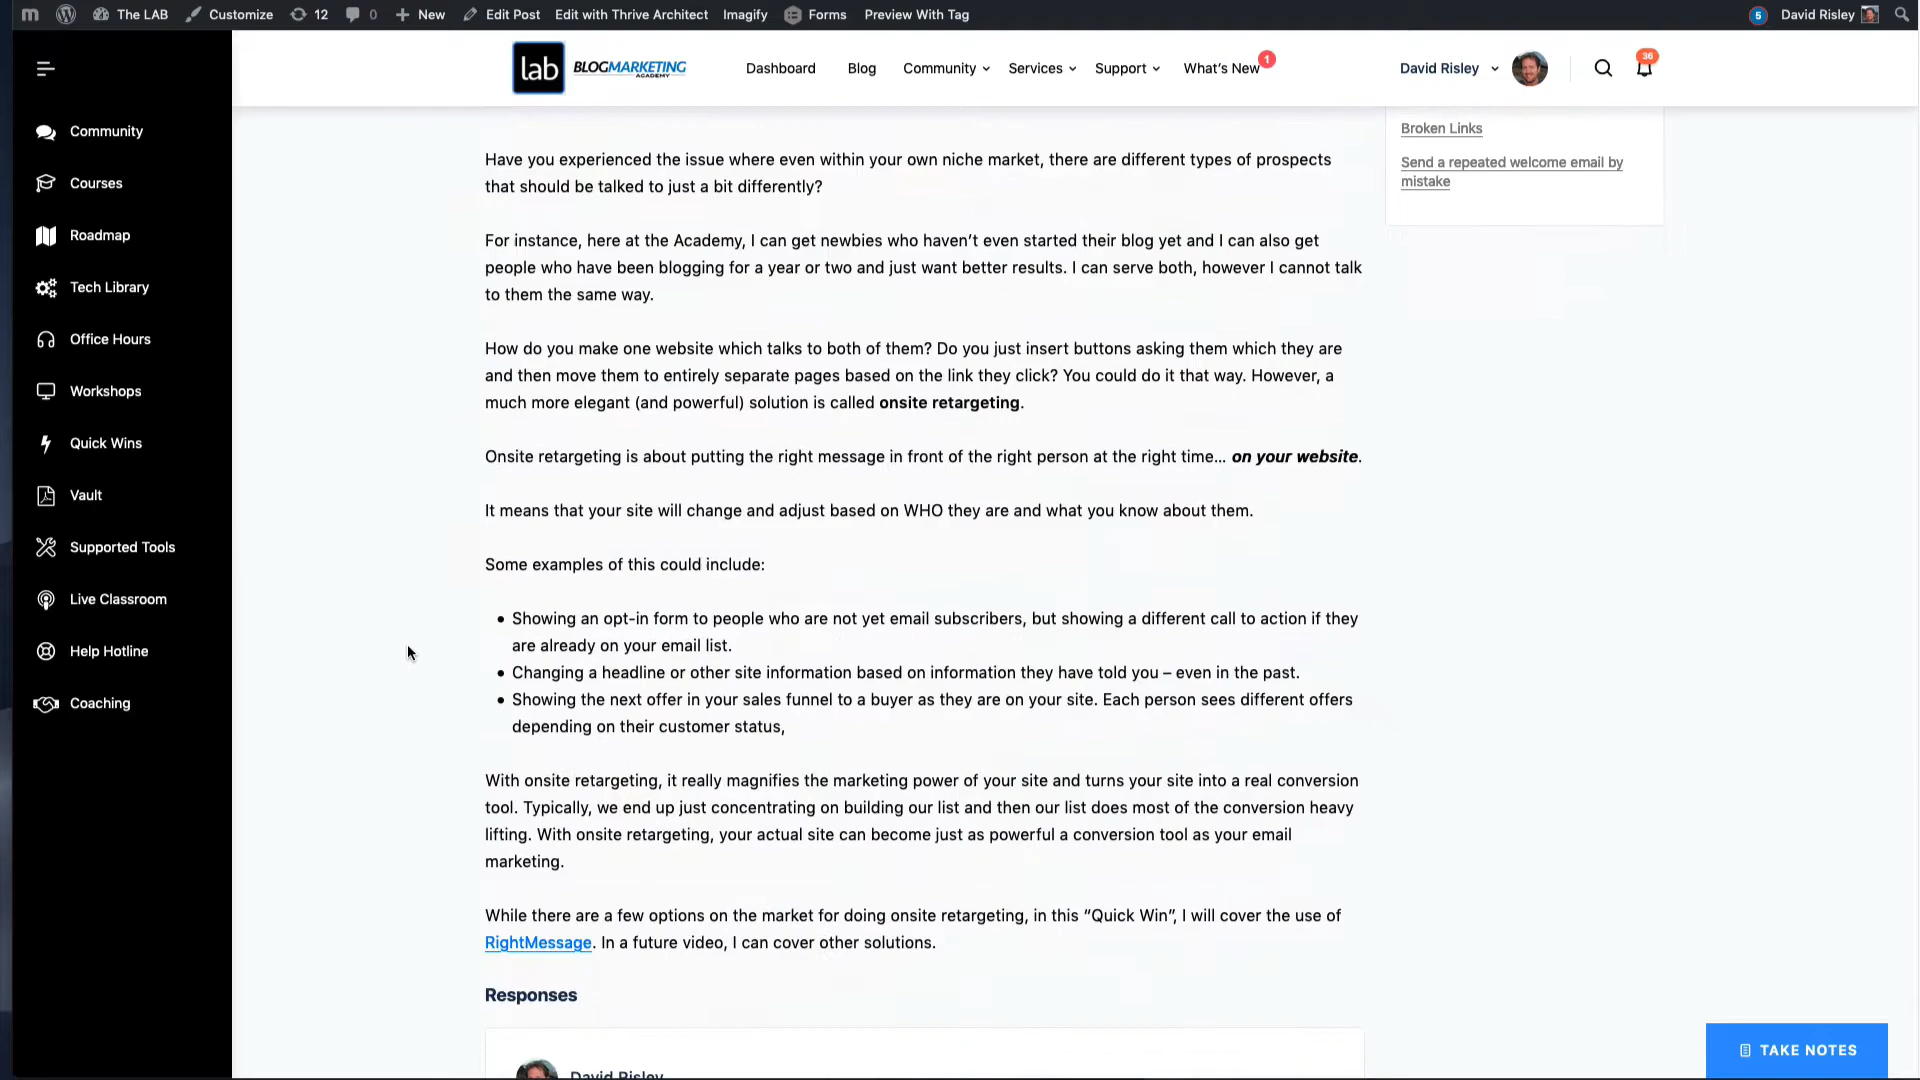 The LAB
Customize
12
0
New
Edit Post
Edit with Thrive Architect
Imagify
Forms
Preview With Tag
5
David Risley
lab
BLOGMARKETING
ACADEMY
Dashboard
Blog
Community
Services
Support
What's New
1
David Risley
36
Community
Courses
Roadmap
Tech Library
Office Hours
Workshops
Quick Wins
Vault
Supported Tools
Live Classroom
Help Hotline
Coaching
Have you experienced the issue where even within your own niche market, there are different types of prospects
that should be talked to just a bit differently?
For instance, here at the Academy, I can get newbies who haven't even started their blog yet and I can also get
people who have been blogging for a year or two and just want better results. I can serve both, however I cannot talk
to them the same way.
How do you make one website which talks to both of them? Do you just insert buttons asking them which they are
and then move them to entirely separate pages based on the link they click? You could do it that way. However, a
much more elegant (and powerful) solution is called onsite retargeting.
Onsite retargeting is about putting the right message in front of the right person at the right time... on your website.
It means that your site will change and adjust based on WHO they are and what you know about them.
Some examples of this could include:
• Showing an opt-in form to people who are not yet email subscribers, but showing a different call to action if they
are already on your email list.
• Changing a headline or other site information based on information they have told you – even in the past.
• Showing the next offer in your sales funnel to a buyer as they are on your site. Each person sees different offers
depending on their customer status,
With onsite retargeting, it really magnifies the marketing power of your site and turns your site into a real conversion
tool. Typically, we end up just concentrating on building our list and then our list does most of the conversion heavy
lifting. With onsite retargeting, your actual site can become just as powerful a conversion tool as your email
marketing.
While there are a few options on the market for doing onsite retargeting, in this "Quick Win", I will cover the use of
RightMessage. In a future video, I can cover other solutions.
Responses
David Risley
Broken Links
Send a repeated welcome email by
mistake
TAKE NOTES